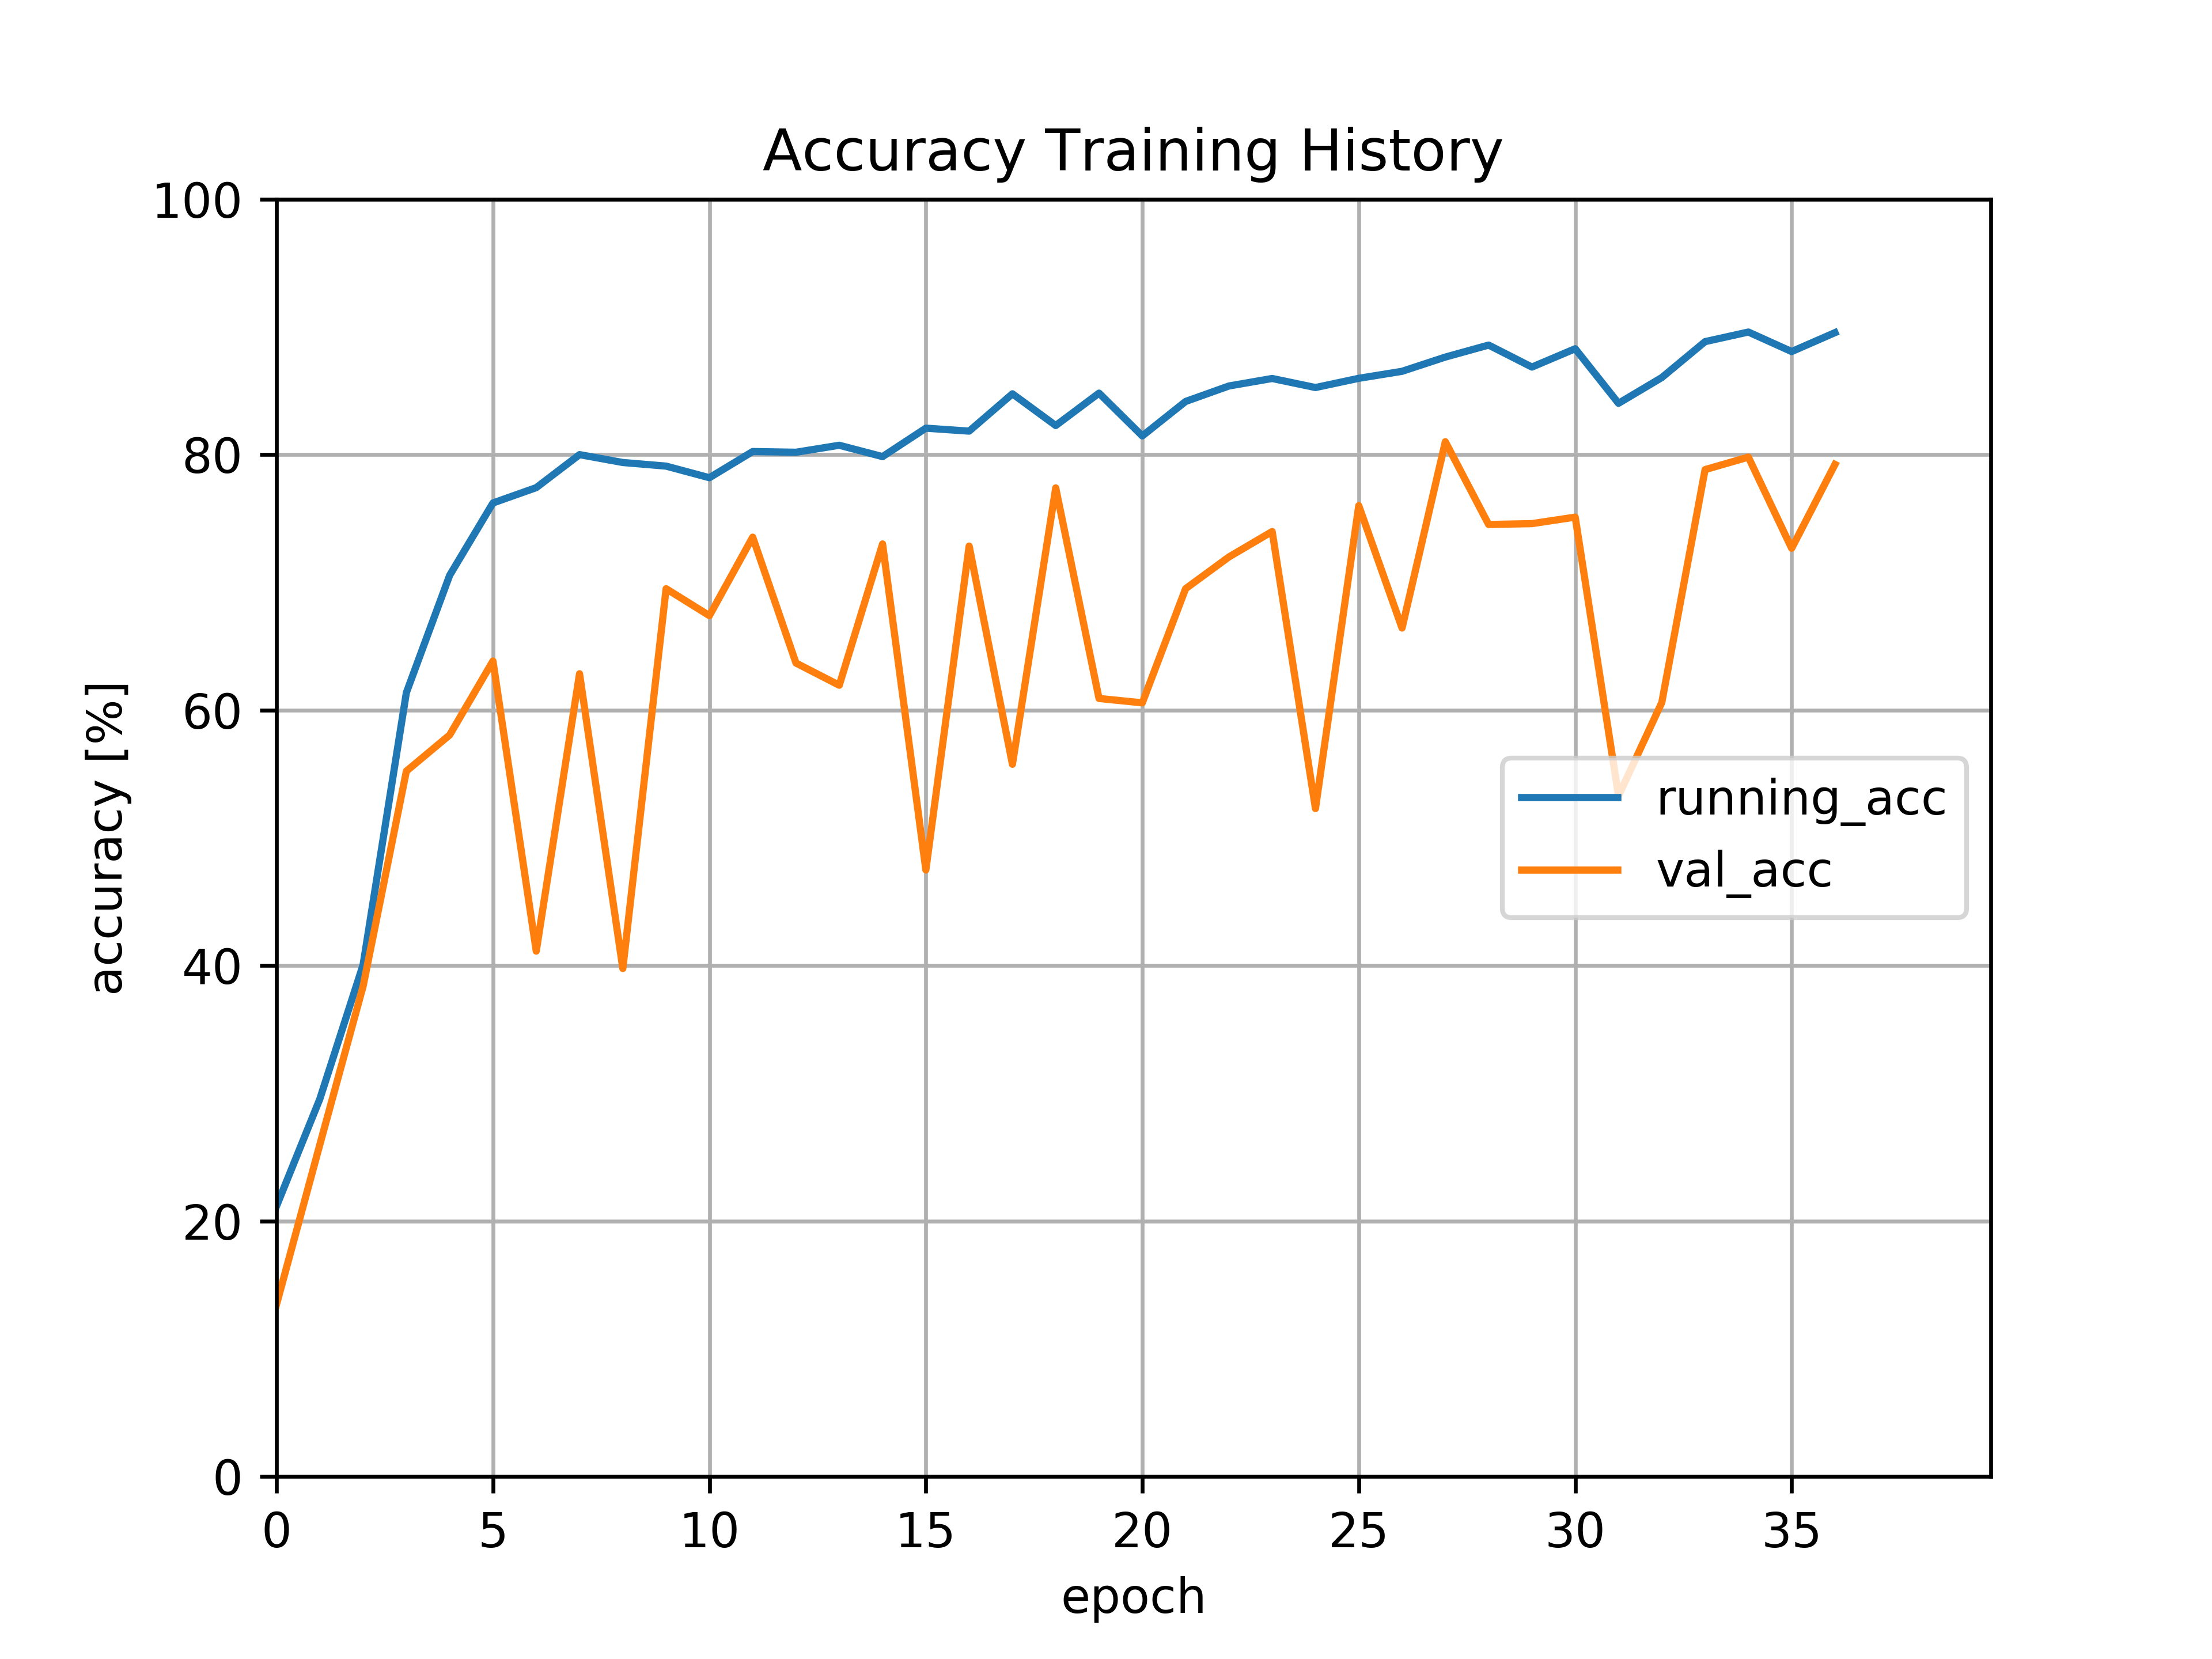 Accuracy Training History
100
80
60
40
20
0
accuracy [%]
running_acc
val_acc
0 5 10 15 20 25 30 35
epoch